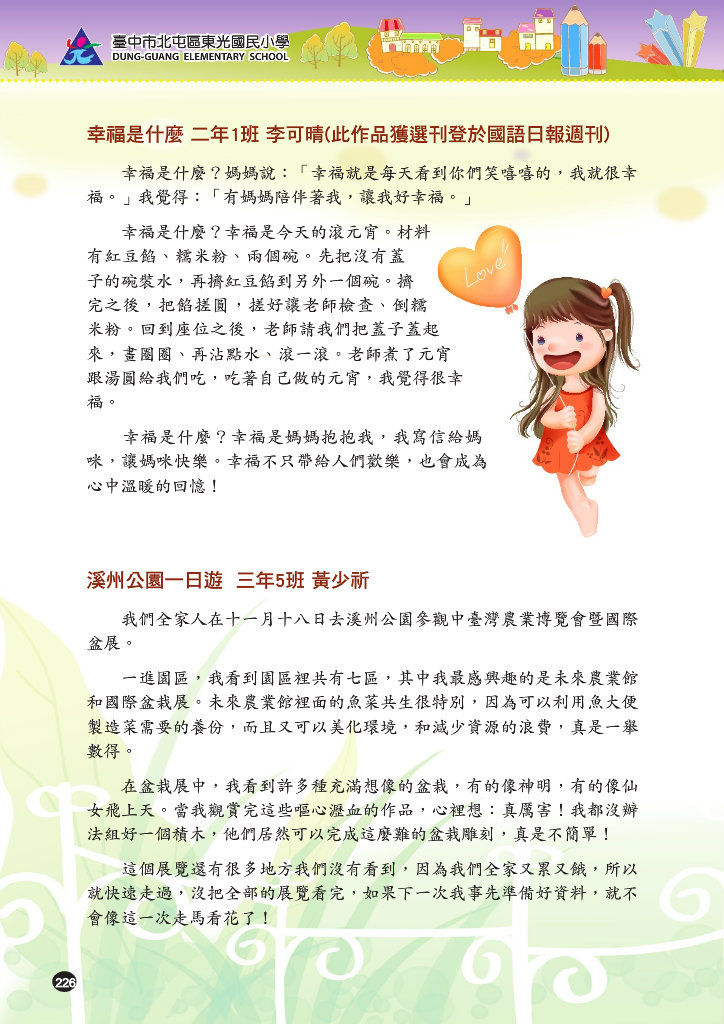 臺中市北屯區東光國民小學
DUNG-GUANG ELEMENTARY SCHOOL
幸福是什麼 二年1班 李可晴(此作品獲選刊登於國語日報週刊)
幸福是什麼？媽媽說：「幸福就是每天看到你們笑嘻嘻的，我就很幸
福。」我覺得：「有媽媽陪伴著我，讓我好幸福。」
幸福是什麼？幸福是今天的滾元宵。材料
有紅豆餡、糯米粉、兩個碗。先把沒有蓋
子的碗裝水，再擠紅豆餡到另外一個碗。擠
完之後，把餡搓圓，搓好讓老師檢查、倒糯
米粉。回到座位之後，老師請我們把蓋子蓋起
來，畫圈圈、再沾點水、滾一滾。老師煮了元宵
跟湯圓給我們吃，吃著自己做的元宵，我覺得很幸
福。
Love!
幸福是什麼？幸福是媽媽抱抱我，我寫信給媽
咪，讓媽咪快樂。幸福不只帶給人們歡樂，也會成為
心中溫暖的回憶！
溪州公園一日遊 三年5班 黃少祈
我們全家人在十一月十八日去溪州公園參觀中臺灣農業博覽會暨國際
盆展。
一進園區，我看到園區裡共有七區，其中我最感興趣的是未來農業館
和國際盆栽展。未來農業館裡面的魚菜共生很特別，因為可以利用魚大便
製造菜需要的養份，而且又可以美化環境，和減少資源的浪費，真是一舉
數得。
在盆栽展中，我看到許多種充滿想像的盆栽，有的像神明，有的像仙
女飛上天。當我觀賞完這些嘔心瀝血的作品，心裡想：真厲害！我都沒辦
法組好一個積木，他們居然可以完成這麼難的盆栽雕刻，真是不簡單！
這個展覽還有很多地方我們沒有看到，因為我們全家又累又餓，所以
就快速走過，沒把全部的展覽看完，如果下一次我事先準備好資料，就不
會像這一次走馬看花了！
226